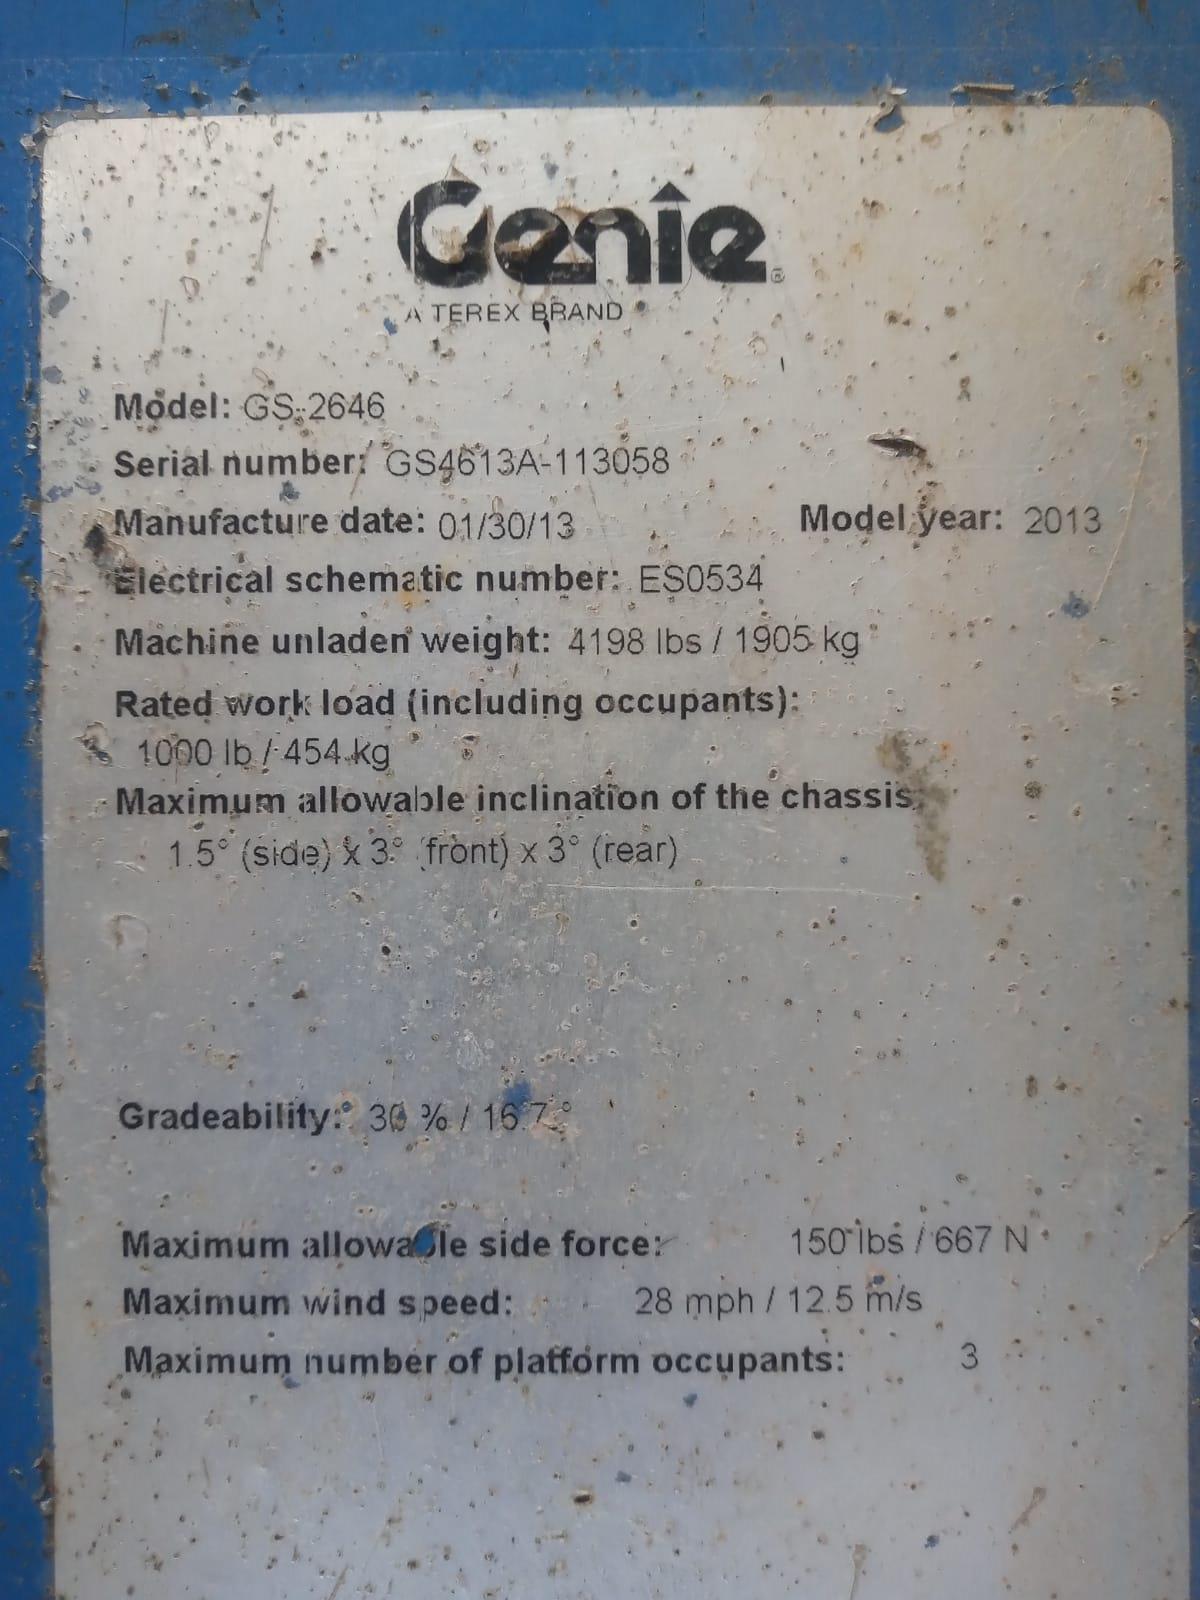 Genie®
A TEREX BRAND
Model: GS-2646
Serial number: GS4613A-113058
Manufacture date: 01/30/13 Model year: 2013
Electrical schematic number: ES0534
Machine unladen weight: 4198 lbs / 1905 kg
Rated work load (including occupants):
1000 lb / 454 kg
Maximum allowable inclination of the chassis:
1.5° (side) x 3° (front) x 3° (rear)
Gradeability: 30 % / 16.7 °
Maximum allowable side force: 150 lbs / 667 N
Maximum wind speed: 28 mph / 12.5 m/s
Maximum number of platform occupants: 3